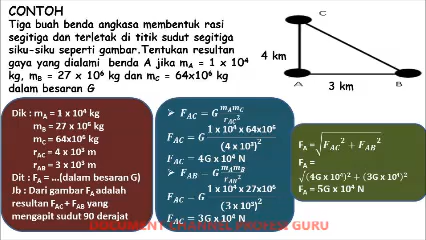 CONTOH
Tiga buah benda angkasa membentuk rasi
segitiga dan terletak di titik sudut segitiga
siku-siku seperti gambar.Tentukan resultan
gaya yang dialami benda A jika mA = 1 x 10⁴
kg, mB = 27 x 10⁶ kg dan mC = 64x10⁶ kg
dalam besaran G
C
4 km
A
B
3 km
Dik : mA = 1 x 10⁴ kg
mB = 27 x 10⁶ kg
mC = 64x10⁶ kg
rAC = 4 x 10³ m
rAB = 3 x 10³ m
Dit : FA = ...(dalam besaran G)
Jb : Dari gambar FA adalah
resultan FAC+ FAB yang
mengapit sudut 90 derajat
➢ FAC = G mAmC / rAC²
FAC = G 1 x 10⁴ x 64x10⁶ / (4 x 10³)²
FAC = 4G x 10⁴ N
➢ FAB = G mAmB / rAB²
FAC = G 1 x 10⁴ x 27x10⁶ / (3 x 10³)²
FAC = 3G x 10⁴ N
FA = √FAC² + FAB²
FA =
√(4G x 10⁴)² + (3G x 10⁴)²
FA = 5G x 10⁴ N
DOCUMENT CHANNEL PROFESI GURU